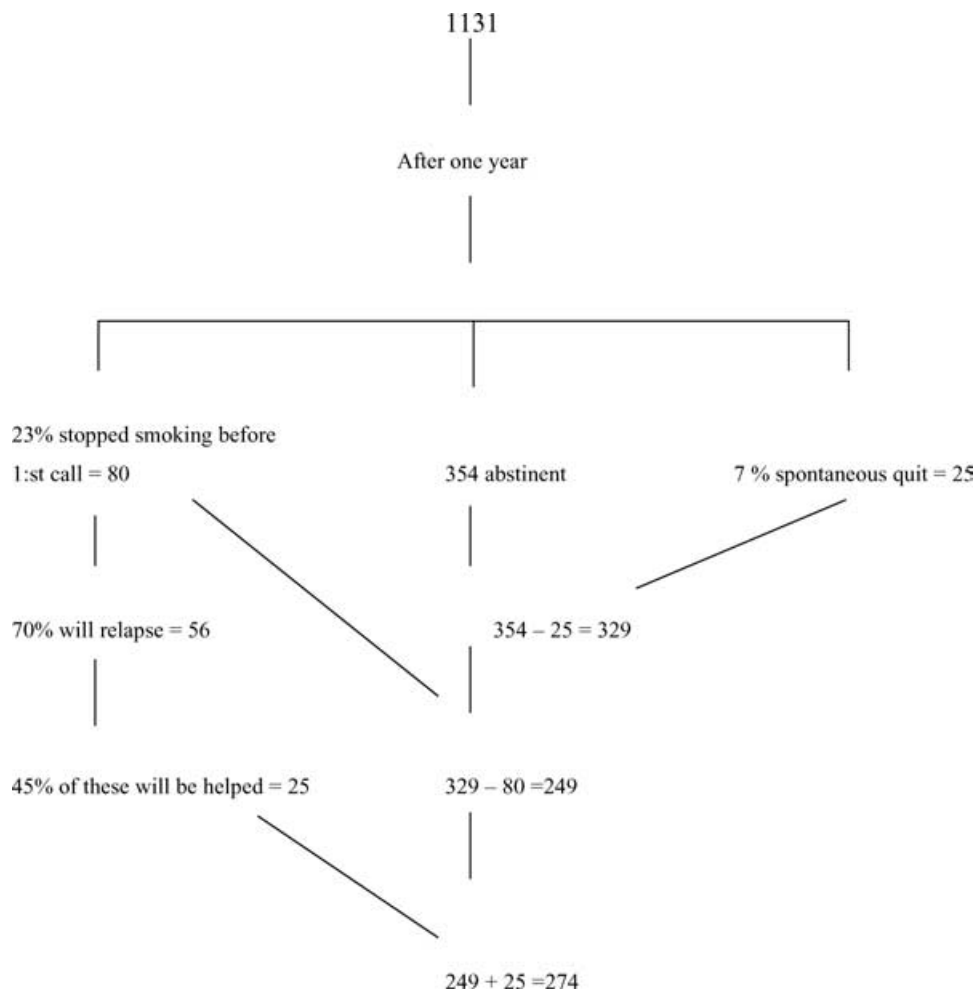 1131
After one year
23% stopped smoking before
1:st call = 80
354 abstinent
7 % spontaneous quit = 25
70% will relapse = 56
354 – 25 = 329
45% of these will be helped = 25
329 – 80 =249
249 + 25 =274